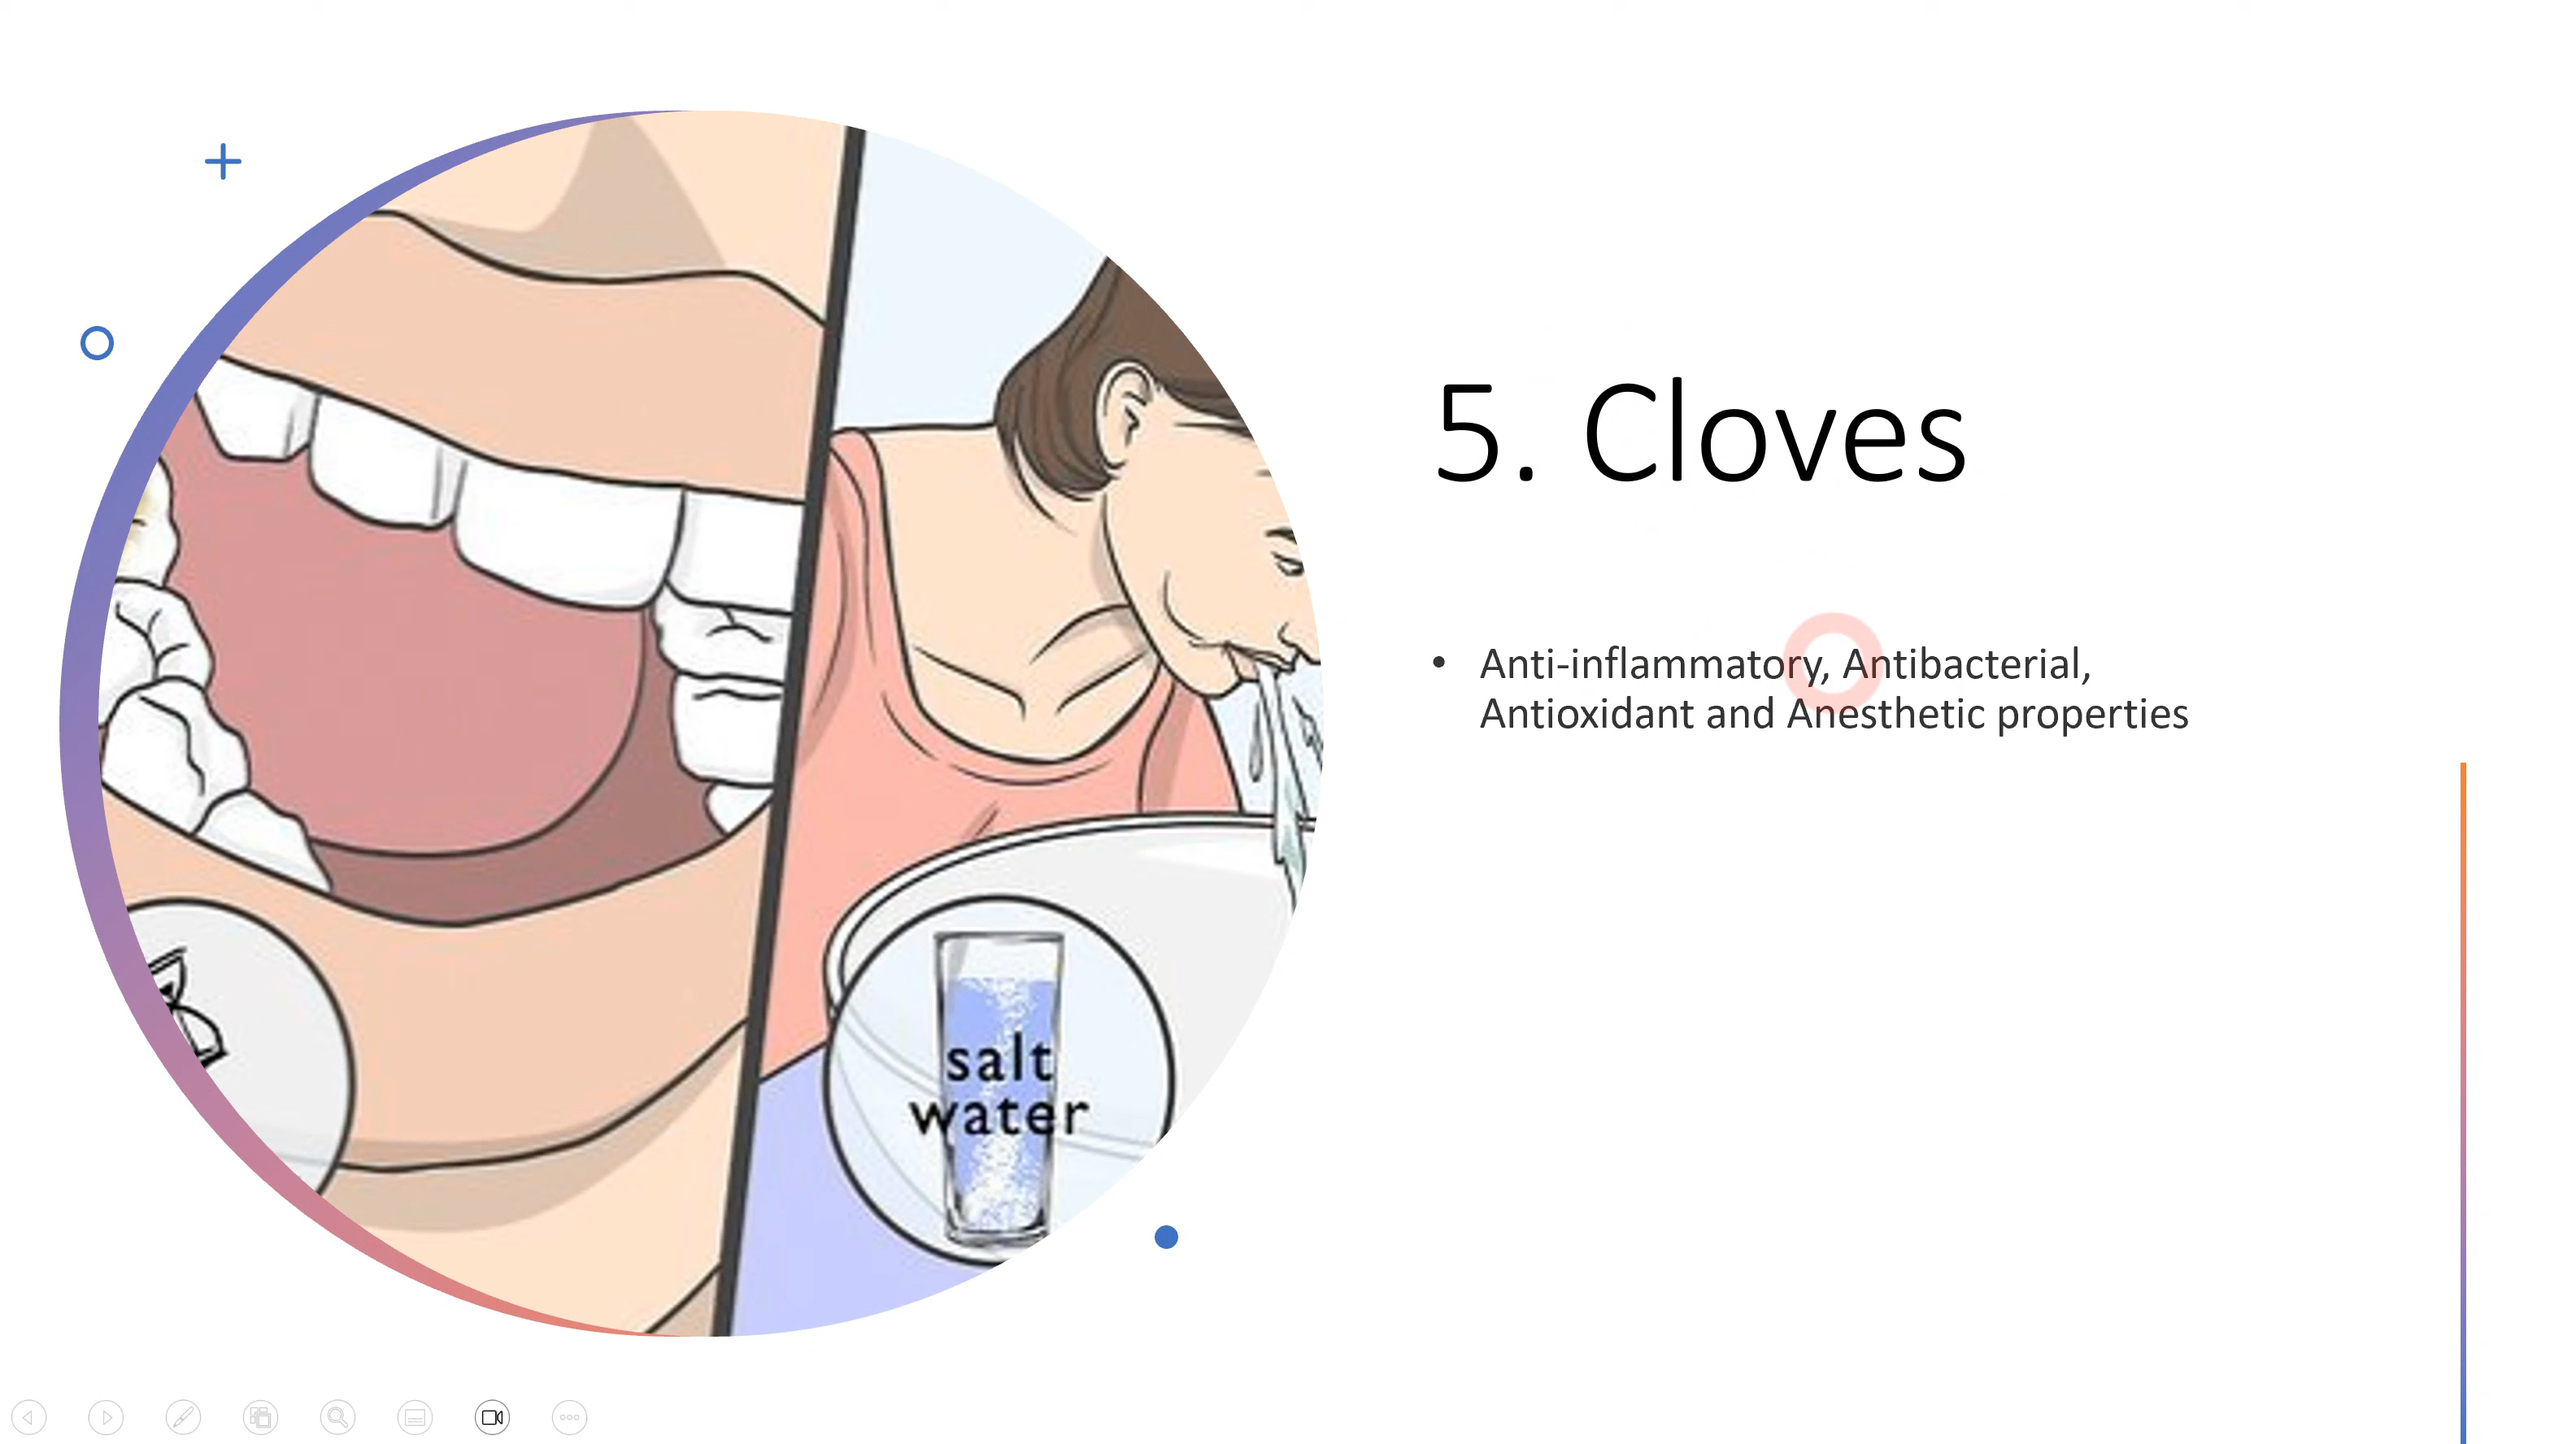 5. Cloves
• Anti-inflammatory, Antibacterial,
Antioxidant and Anesthetic properties
salt
water